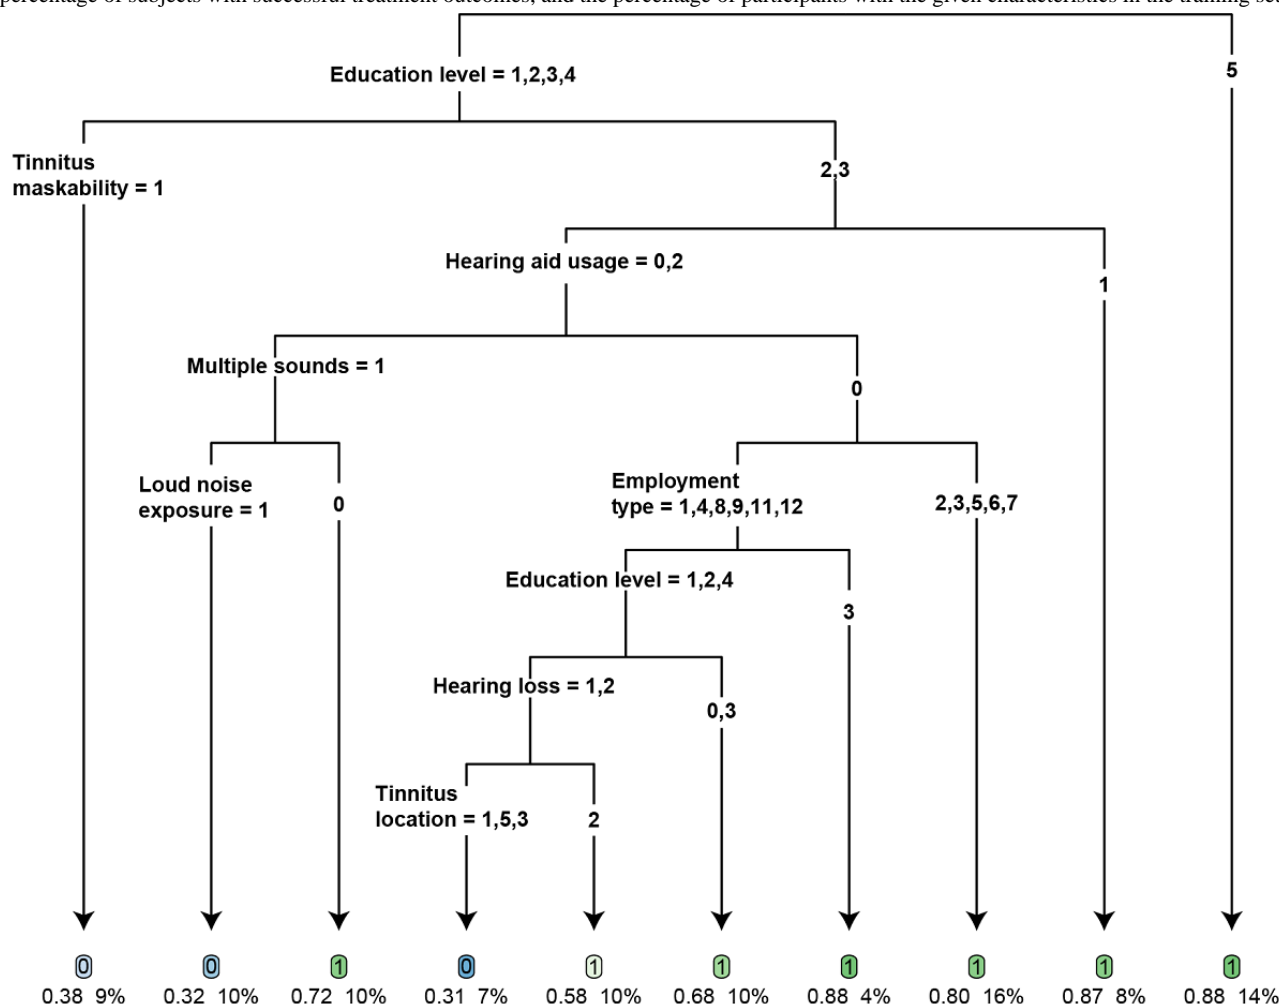 percentage of subjects with successful treatment outcomes, and the percentage of participants with the given characteristics in the training set
Education level = 1,2,3,4
5
Tinnitus
maskability = 1
2,3
Hearing aid usage = 0,2
1
Multiple sounds = 1
0
Loud noise
exposure = 1
0
Employment
type = 1,4,8,9,11,12
2,3,5,6,7
Education level = 1,2,4
3
Hearing loss = 1,2
0,3
Tinnitus
location = 1,5,3
2
0 0 1 0 1 1 1 1 1 1
0.38 9% 0.32 10% 0.72 10% 0.31 7% 0.58 10% 0.68 10% 0.88 4% 0.80 16% 0.87 8% 0.88 14%